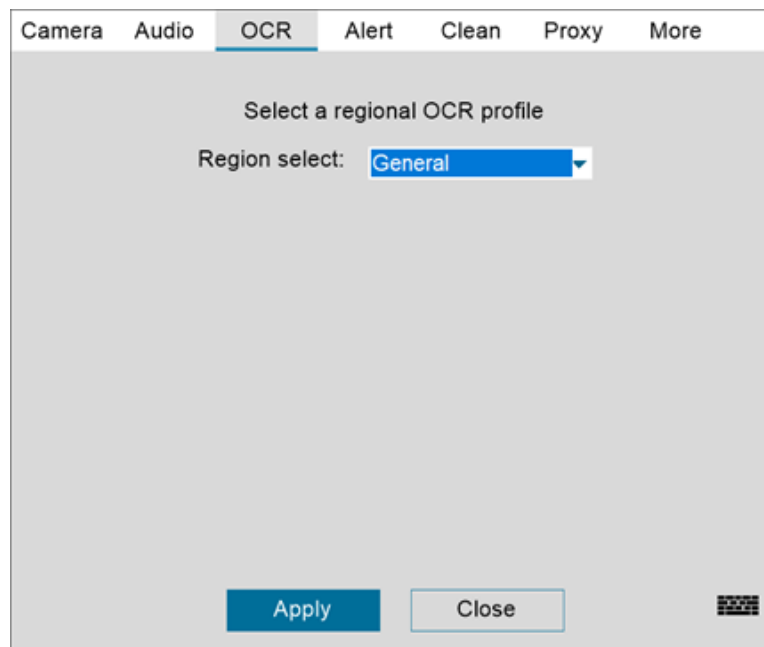 Camera Audio OCR Alert Clean Proxy More
Select a regional OCR profile
Region select: General
Apply Close